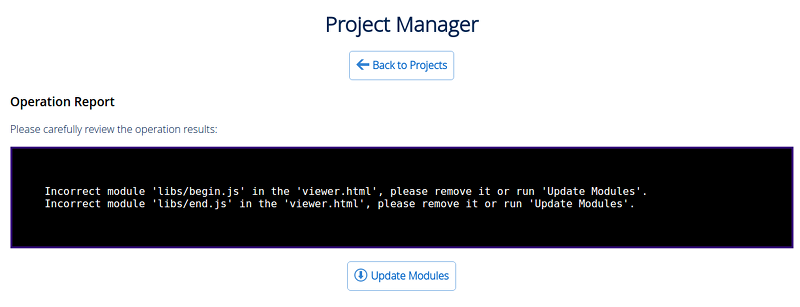 Project Manager
Back to Projects
Operation Report
Please carefully review the operation results:
Incorrect module 'libs/begin.js' in the 'viewer.html', please remove it or run 'Update Modules'.
Incorrect module 'libs/end.js' in the 'viewer.html', please remove it or run 'Update Modules'.
Update Modules